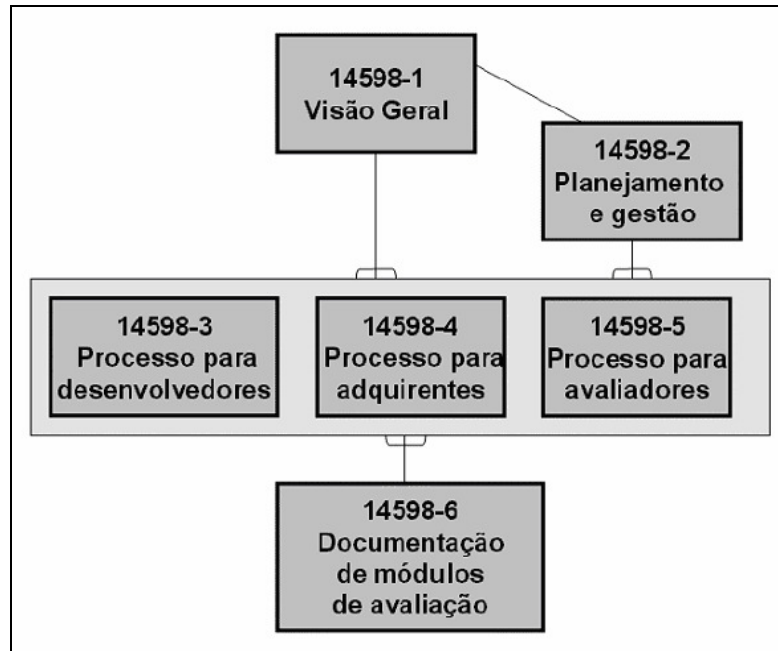 14598-1
Visão Geral
14598-2
Planejamento
e gestão
14598-3
Processo para
desenvolvedores
14598-4
Processo para
adquirentes
14598-5
Processo para
avaliadores
14598-6
Documentação
de módulos
de avaliação